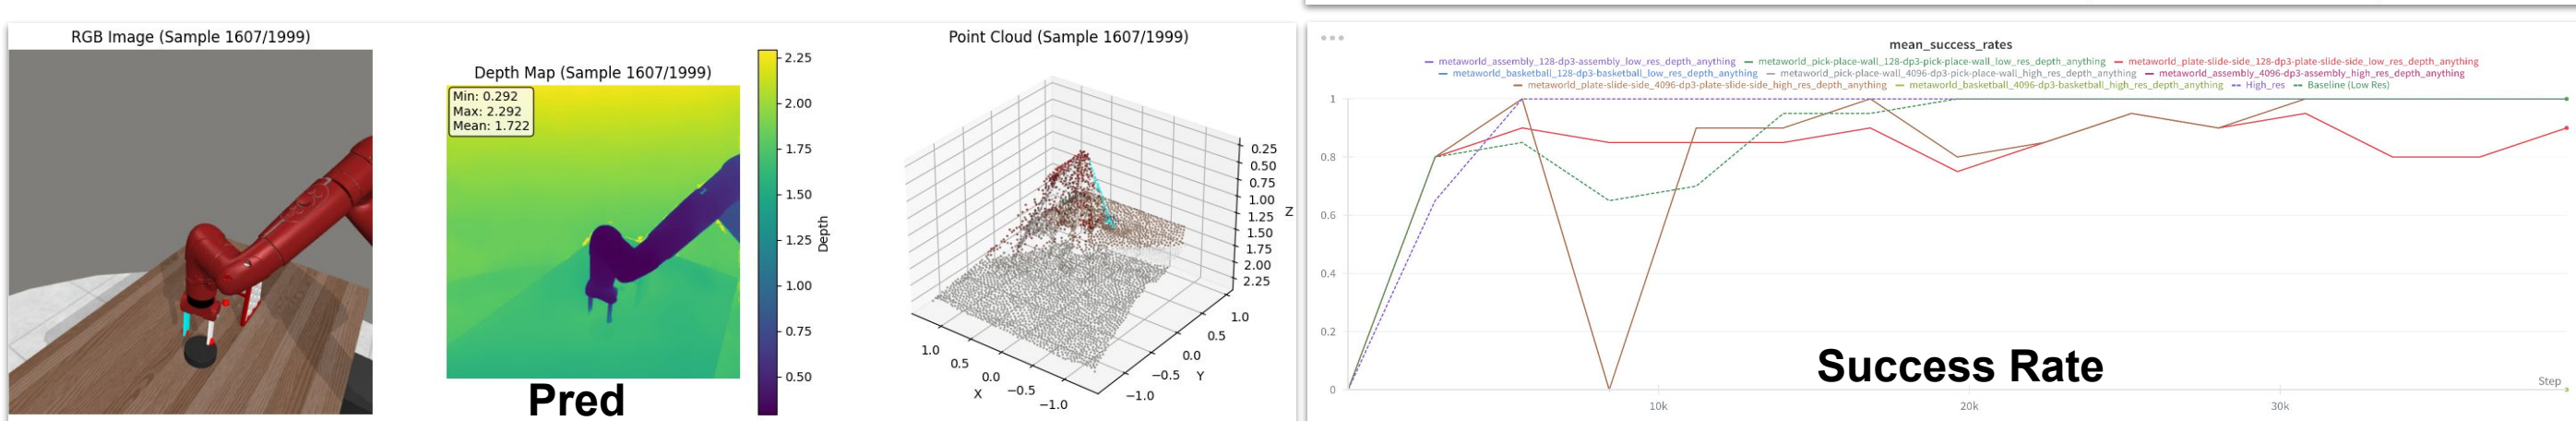 RGB Image (Sample 1607/1999)
Depth Map (Sample 1607/1999)
Min: 0.292
Max: 2.292
Mean: 1.722
Pred
2.25
2.00
1.75
1.50
1.25
1.00
0.75
0.50
Depth
Point Cloud (Sample 1607/1999)
0.25
0.50
0.75
1.00
1.25
1.50
1.75
2.00
2.25
Z
1.0
0.5
0.0
−0.5
−1.0
X
1.0
0.5
0.0
−0.5
−1.0
Y
mean_success_rates
metaworld_assembly_128-dp3-assembly_low_res_depth_anything metaworld_pick-place-wall_128-dp3-pick-place-wall_low_res_depth_anything metaworld_plate-slide-side_128-dp3-plate-slide-side_low_res_depth_anything
metaworld_basketball_128-dp3-basketball_low_res_depth_anything metaworld_pick-place-wall_4096-dp3-pick-place-wall_high_res_depth_anything metaworld_assembly_4096-dp3-assembly_high_res_depth_anything
metaworld_plate-slide-side_4096-dp3-plate-slide-side_high_res_depth_anything metaworld_basketball_4096-dp3-basketball_high_res_depth_anything High_res Baseline (Low Res)
1
0.8
0.6
0.4
0.2
0
Success Rate
Step
10k
20k
30k